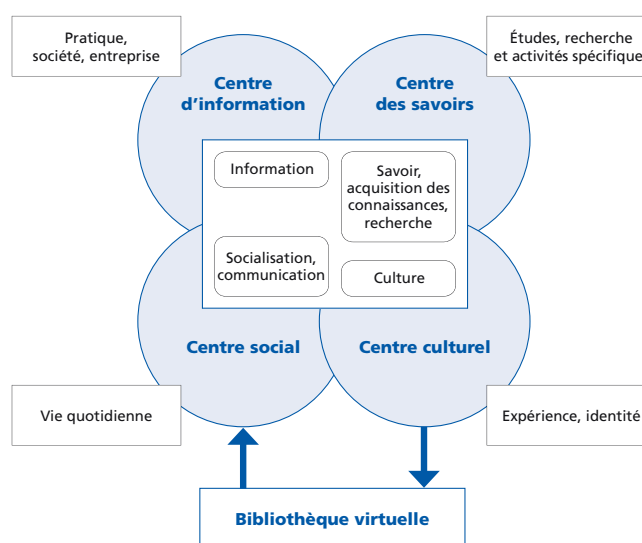 Pratique,
société, entreprise
Études, recherche
et activités spécifique
Centre
d’information
Centre
des savoirs
Information
Savoir,
acquisition des
connaissances,
recherche
Socialisation,
communication
Culture
Centre social
Centre culturel
Vie quotidienne
Expérience, identité
Bibliothèque virtuelle